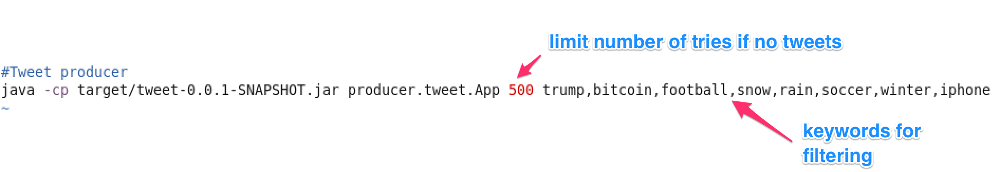 limit number of tries if no tweets
#Tweet producer
java -cp target/tweet-0.0.1-SNAPSHOT.jar producer.tweet.App 500 trump,bitcoin,football,snow,rain,soccer,winter,iphone
~
keywords for
filtering